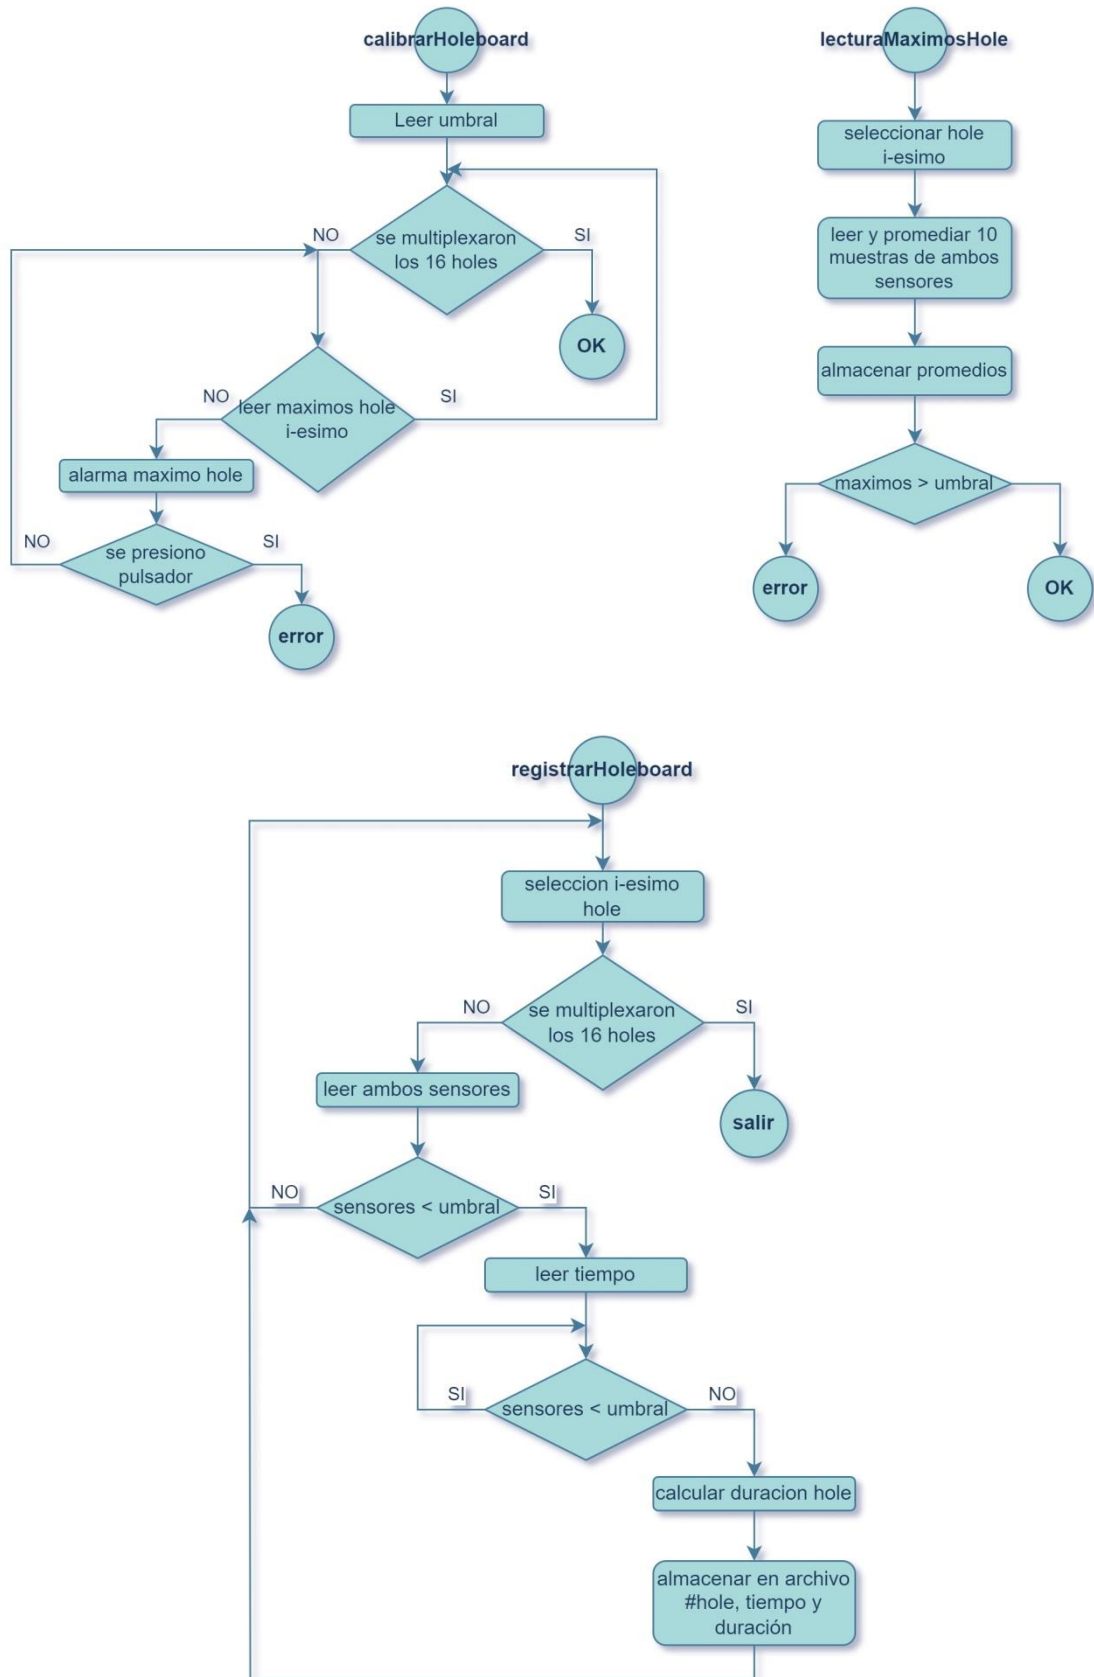 calibrarHoleboard
Leer umbral
se multiplexaron
los 16 holes
NO
SI
OK
leer maximos hole
i-esimo
NO
SI
alarma maximo hole
se presiono
pulsador
NO
SI
error
lecturaMaximosHole
seleccionar hole
i-esimo
leer y promediar 10
muestras de ambos
sensores
almacenar promedios
maximos > umbral
error
OK
registrarHoleboard
seleccion i-esimo
hole
se multiplexaron
los 16 holes
NO
SI
leer ambos sensores
salir
sensores < umbral
NO
SI
leer tiempo
sensores < umbral
SI
NO
calcular duracion hole
almacenar en archivo
#hole, tiempo y
duración